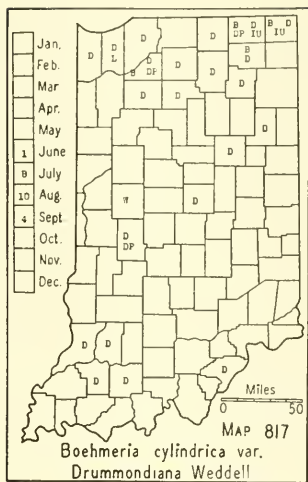 Jan.
Feb.
Mar
Apr.
May
1 June
9 July
10 Aug.
4 Sept
Oct.
Nov.
Dec.
D
D
L
D
B
D
DP
D
D
B D
DP IU
B D
IU
B
D
D
D
D
D
W
D
D
DP
D
D
D
D
D
Miles
0 50
MAP 817
Boehmeria cylindrica var.
Drummondiana Weddell